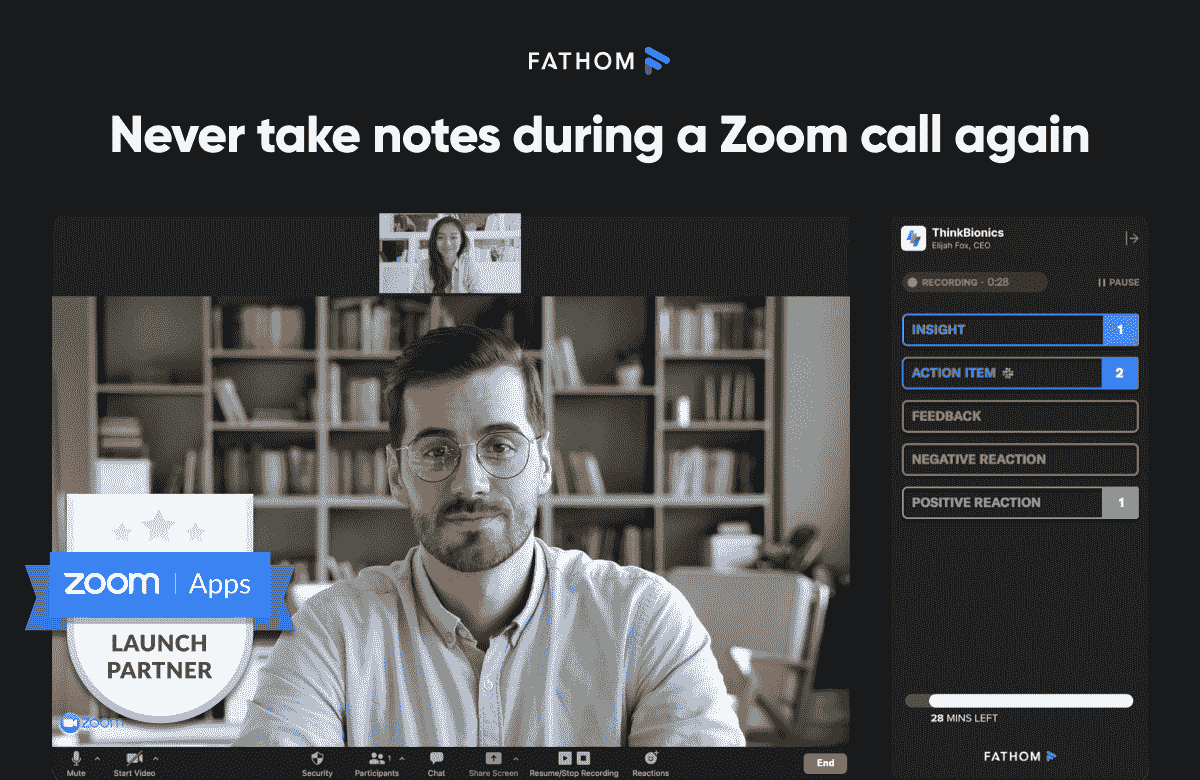 FATHOM
Never take notes during a Zoom call again
ThinkBionics
Elijah Fox, CEO
RECORDING - 0:28
PAUSE
INSIGHT 1
ACTION ITEM 2
FEEDBACK
NEGATIVE REACTION
POSITIVE REACTION 1
28 MINS LEFT
FATHOM
zoom | Apps
LAUNCH
PARTNER
zoom
Mute
Start Video
Security
Participants 1
Chat
Share Screen
Resume/Stop Recording
Reactions
End